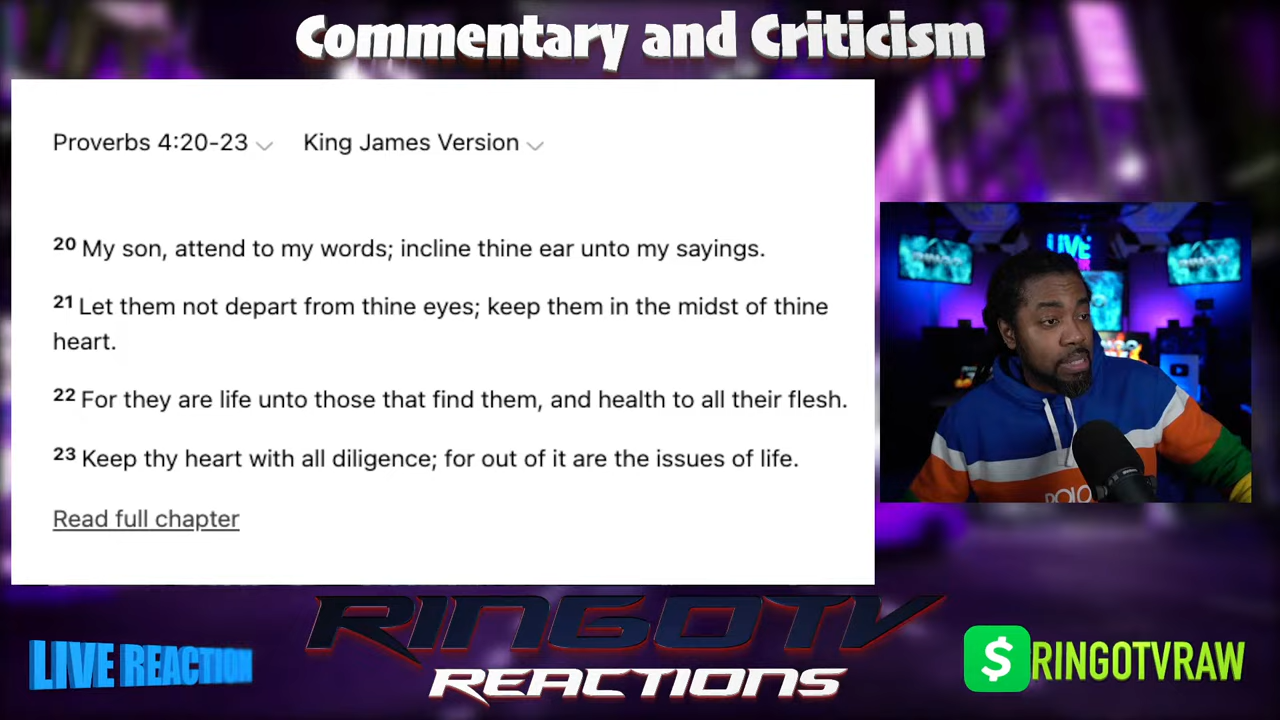 Commentary and Criticism
Proverbs 4:20-23 King James Version
20 My son, attend to my words; incline thine ear unto my sayings.
21 Let them not depart from thine eyes; keep them in the midst of thine
heart.
22 For they are life unto those that find them, and health to all their flesh.
23 Keep thy heart with all diligence; for out of it are the issues of life.
Read full chapter
LIVE
POLO
RINGOTV
REACTIONS
LIVE REACTION
$RINGOTVRAW